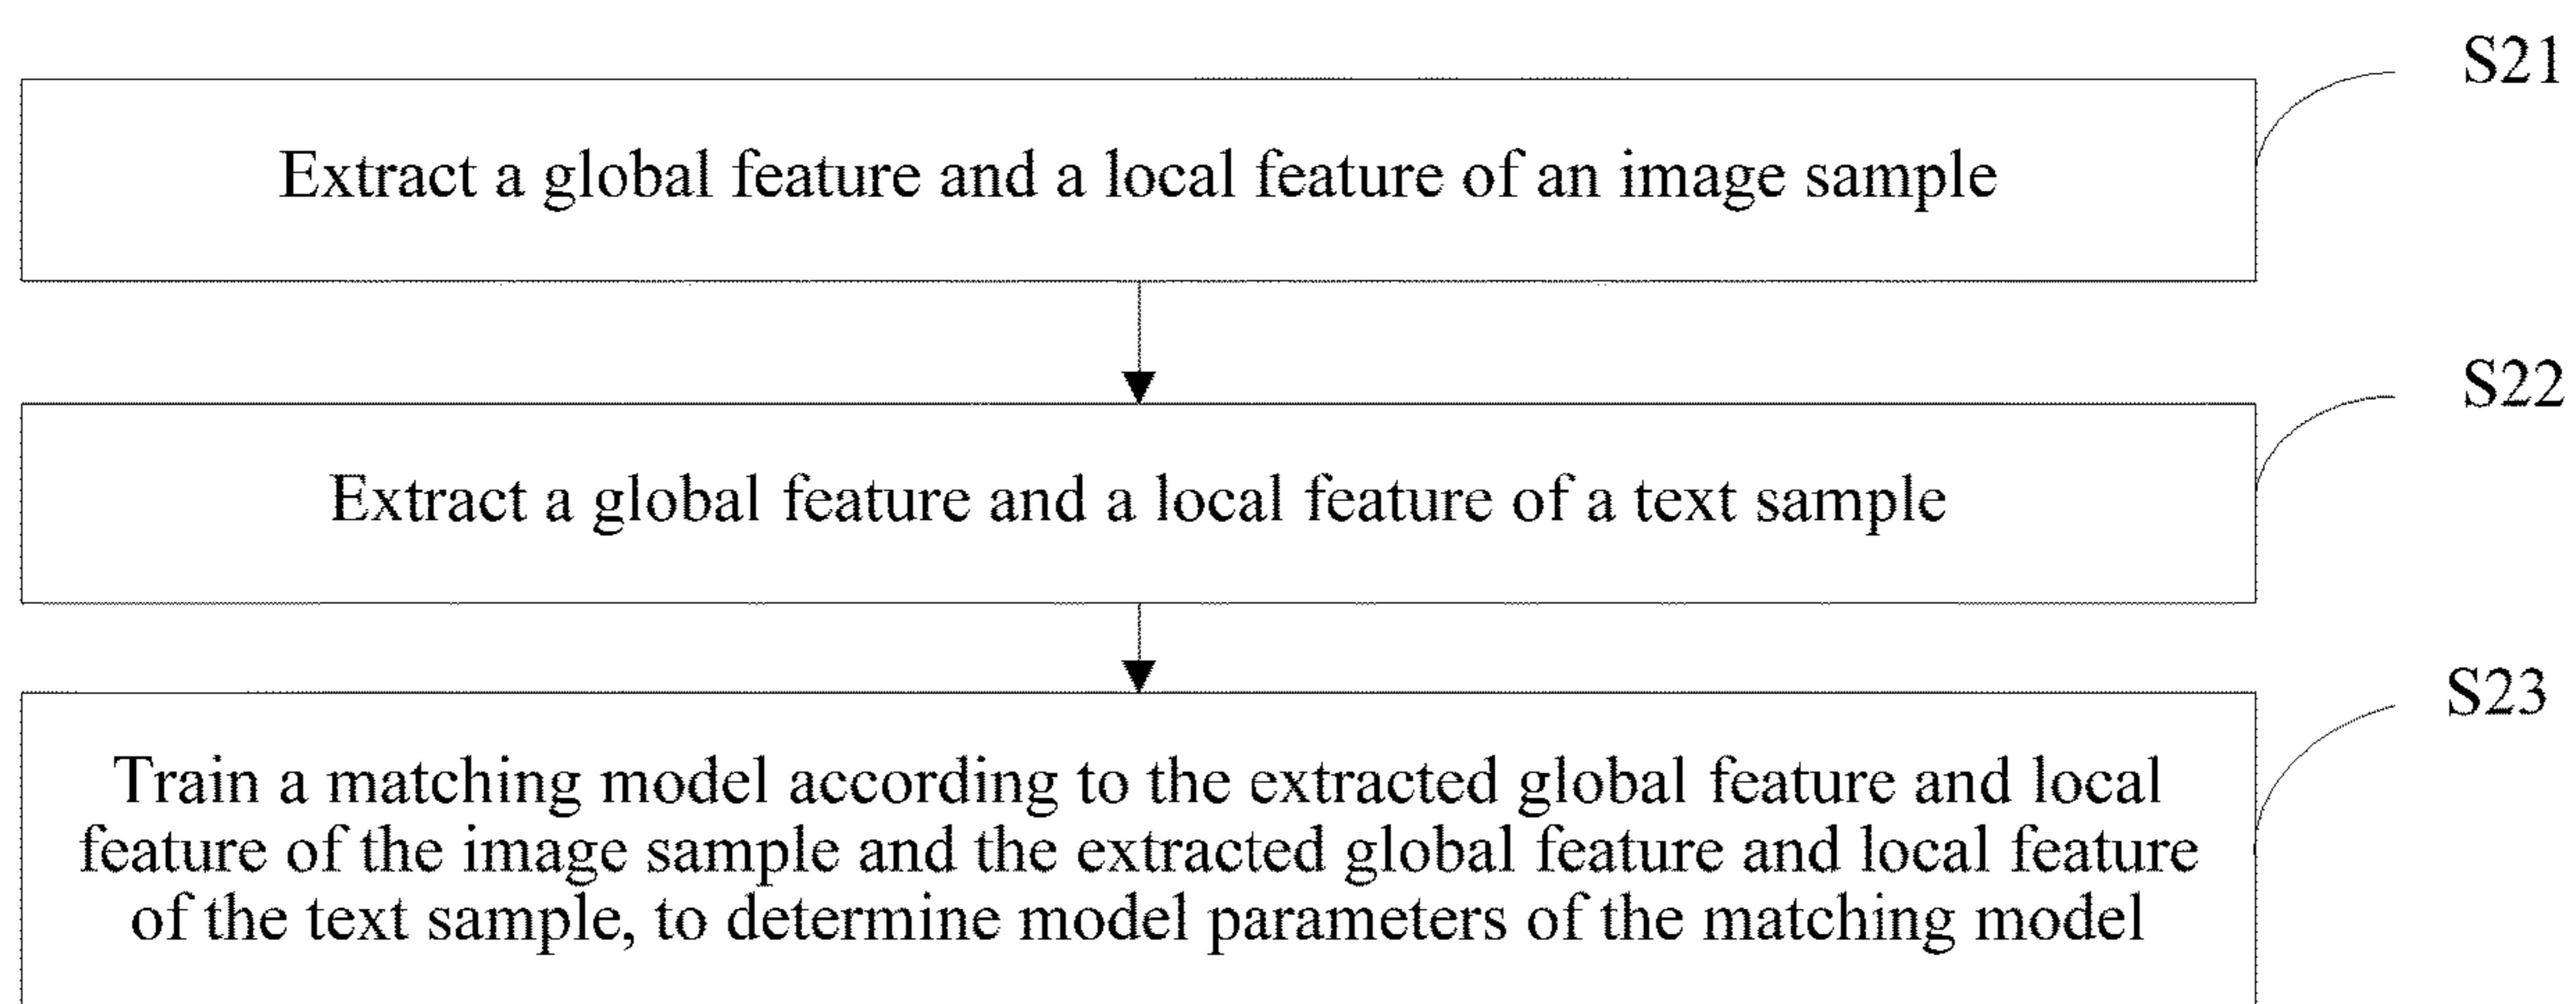 S21
Extract a global feature and a local feature of an image sample
S22
Extract a global feature and a local feature of a text sample
S23
Train a matching model according to the extracted global feature and local
feature of the image sample and the extracted global feature and local feature
of the text sample, to determine model parameters of the matching model